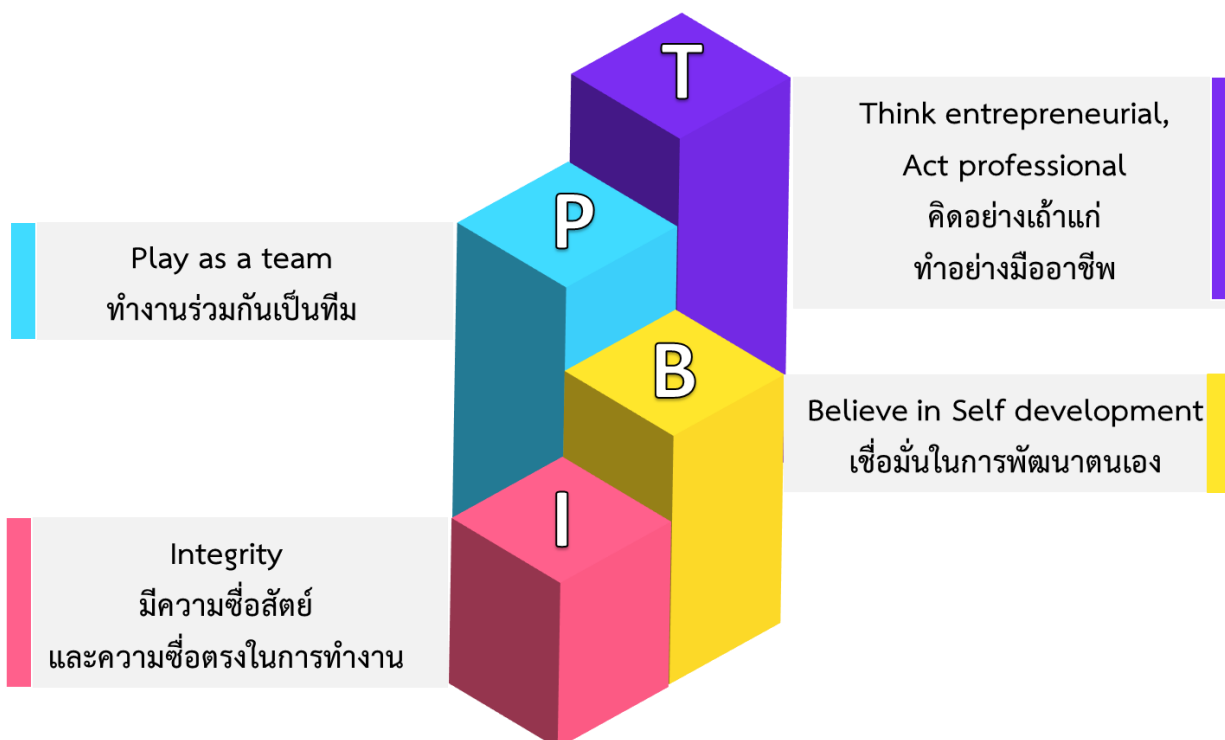 T
Think entrepreneurial,
Act professional
คิดอย่างเถ้าแก่
ทำอย่างมืออาชีพ
P
Play as a team
ทำงานร่วมกันเป็นทีม
B
Believe in Self development
เชื่อมั่นในการพัฒนาตนเอง
I
Integrity
มีความซื่อสัตย์
และความซื่อตรงในการทำงาน